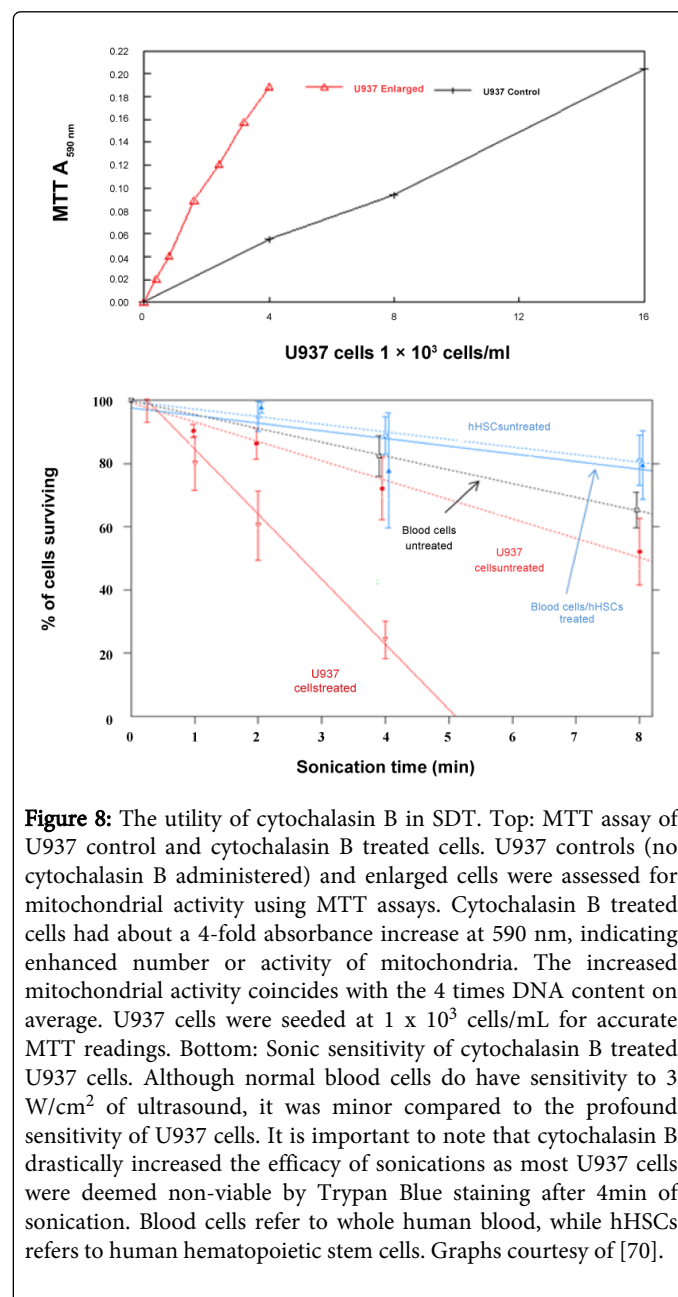 0.22
0.20
0.18
0.16
0.14
0.12
0.10
0.08
0.06
0.04
0.02
0.00
MTT A590 nm
U937 Enlarged
U937 Control
0 4 8 12 16
U937 cells 1 × 10³ cells/ml
100
80
60
40
20
0
% of cells surviving
hHSCsuntreated
Blood cells
untreated
U937
cellsuntreated
Blood cells/hHSCs
treated
U937
cellstreated
0 1 2 3 4 5 6 7 8
Sonication time (min)
Figure 8: The utility of cytochalasin B in SDT. Top: MTT assay of
U937 control and cytochalasin B treated cells. U937 controls (no
cytochalasin B administered) and enlarged cells were assessed for
mitochondrial activity using MTT assays. Cytochalasin B treated
cells had about a 4-fold absorbance increase at 590 nm, indicating
enhanced number or activity of mitochondria. The increased
mitochondrial activity coincides with the 4 times DNA content on
average. U937 cells were seeded at 1 x 10³ cells/mL for accurate
MTT readings. Bottom: Sonic sensitivity of cytochalasin B treated
U937 cells. Although normal blood cells do have sensitivity to 3
W/cm² of ultrasound, it was minor compared to the profound
sensitivity of U937 cells. It is important to note that cytochalasin B
drastically increased the efficacy of sonications as most U937 cells
were deemed non-viable by Trypan Blue staining after 4min of
sonication. Blood cells refer to whole human blood, while hHSCs
refers to human hematopoietic stem cells. Graphs courtesy of [70].